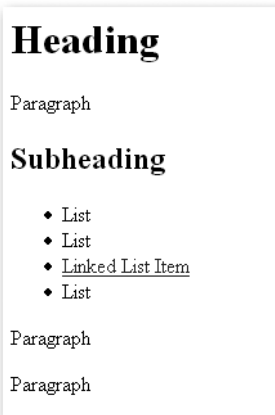 Heading
Paragraph
Subheading
List
List
Linked List Item
List
Paragraph
Paragraph